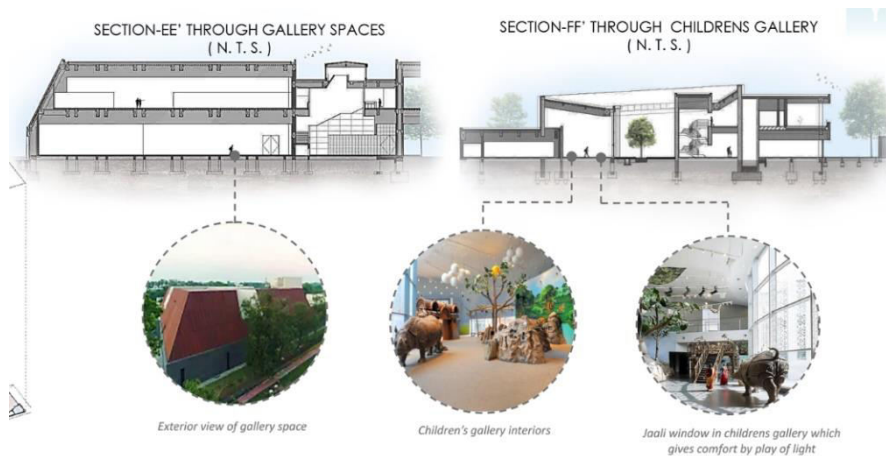 SECTION-EE' THROUGH GALLERY SPACES
( N. T. S. )
SECTION-FF' THROUGH CHILDRENS GALLERY
( N. T. S. )
Exterior view of gallery space
Children's gallery interiors
Jaali window in childrens gallery which
gives comfort by play of light